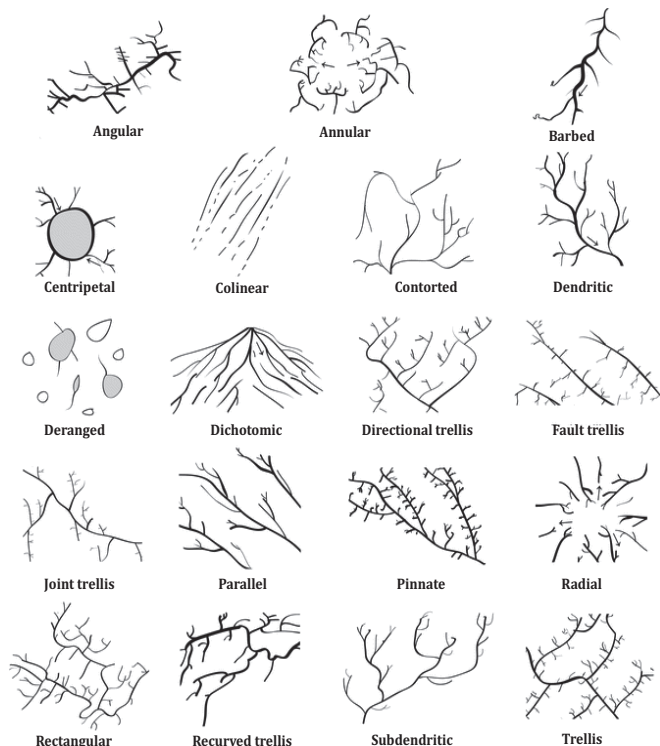 Angular
Annular
Barbed
Centripetal
Colinear
Contorted
Dendritic
Deranged
Dichotomic
Directional trellis
Fault trellis
Joint trellis
Parallel
Pinnate
Radial
Rectangular
Recurved trellis
Subdendritic
Trellis